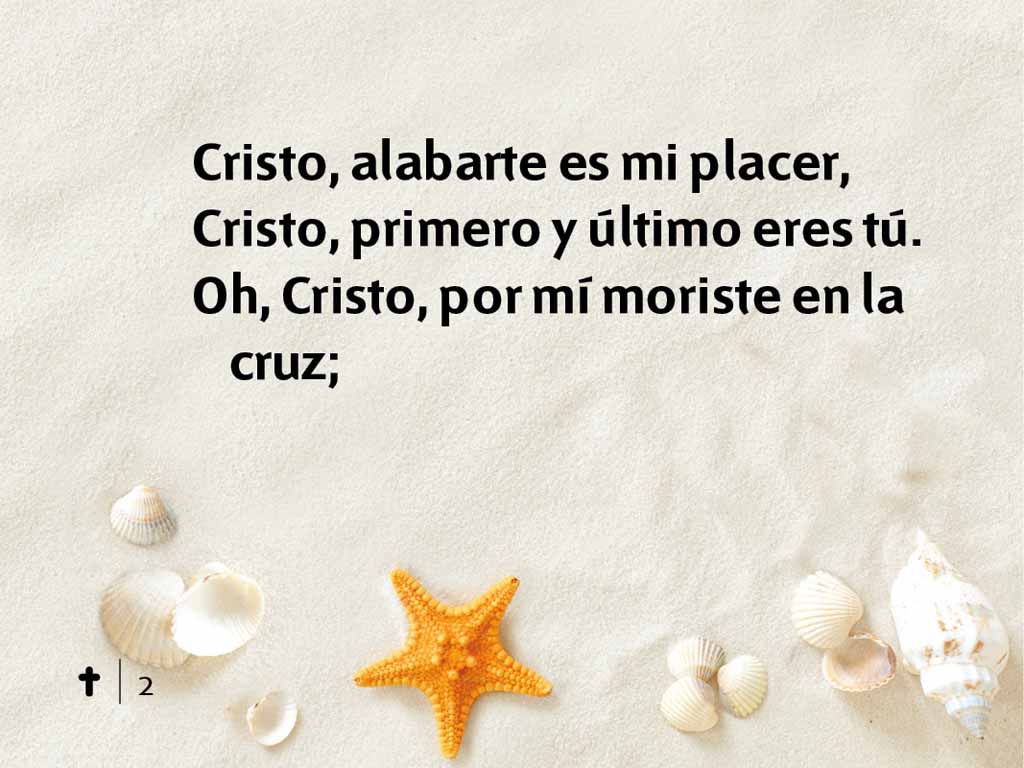 Cristo, alabarte es mi placer,
Cristo, primero y último eres tú.
Oh, Cristo, por mí moriste en la
cruz;
2